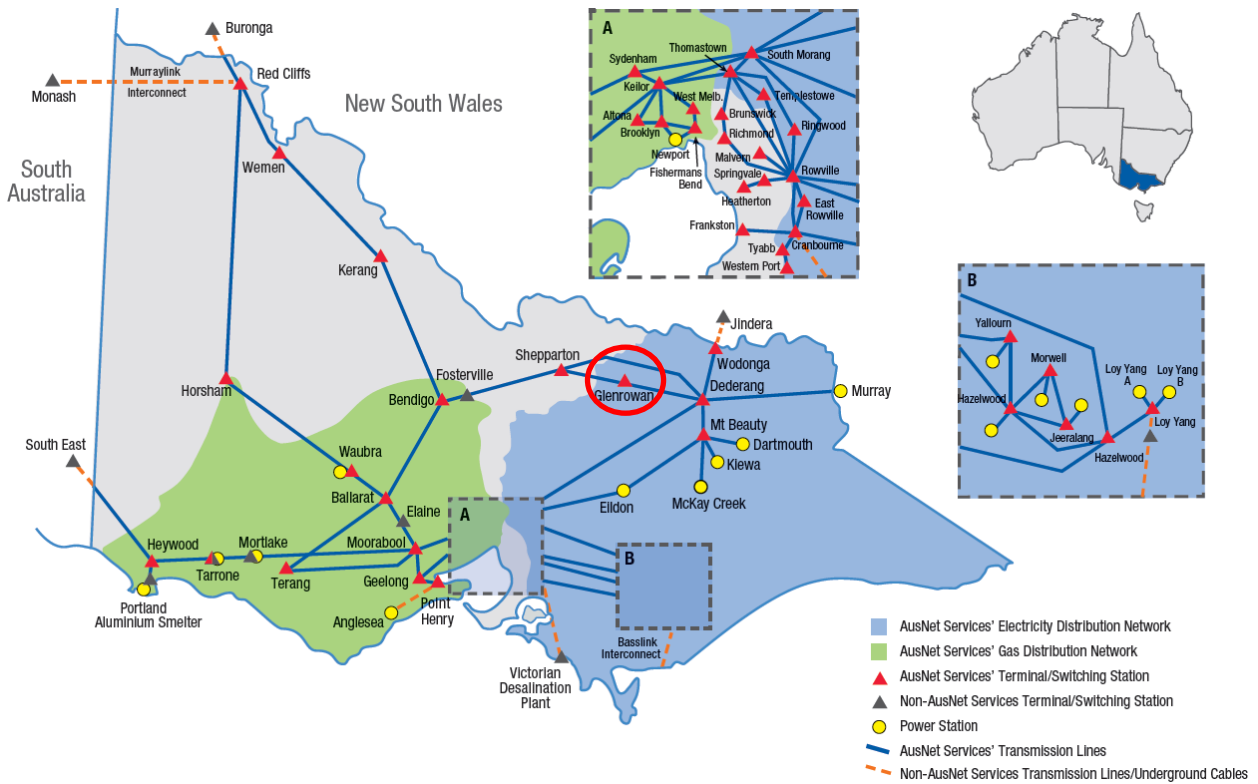 Buronga
Red Cliffs
Murraylink
Interconnect
Monash
New South Wales
South
Australia
Wemen
Kerang
Horsham
Bendigo
Fosterville
Shepparton
Glenrowan
Jindera
Wodonga
Dederang
Murray
Mt Beauty
Dartmouth
Kiewa
McKay Creek
Eildon
South East
Waubra
Ballarat
Elaine
Moorabool
Heywood
Tarrone
Mortlake
Terang
Geelong
Point
Henry
Anglesea
Portland
Aluminium Smelter
A
B
Basslink
Interconnect
Victorian
Desalination
Plant
A
Thomastown
South Morang
Sydenham
Keilor
West Melb.
Templestowe
Altona
Brooklyn
Brunswick
Richmond
Ringwood
Newport
Malvern
Fishermans
Bend
Springvale
Rowville
Heatherton
East
Rowville
Frankston
Cranbourne
Tyabb
Western Port
B
Yallourn
Morwell
Loy Yang
A
Loy Yang
B
Hazelwood
Jeeralang
Loy Yang
Hazelwood
AusNet Services' Electricity Distribution Network
AusNet Services' Gas Distribution Network
AusNet Services' Terminal/Switching Station
Non-AusNet Services Terminal/Switching Station
Power Station
AusNet Services' Transmission Lines
Non-AusNet Services Transmission Lines/Underground Cables